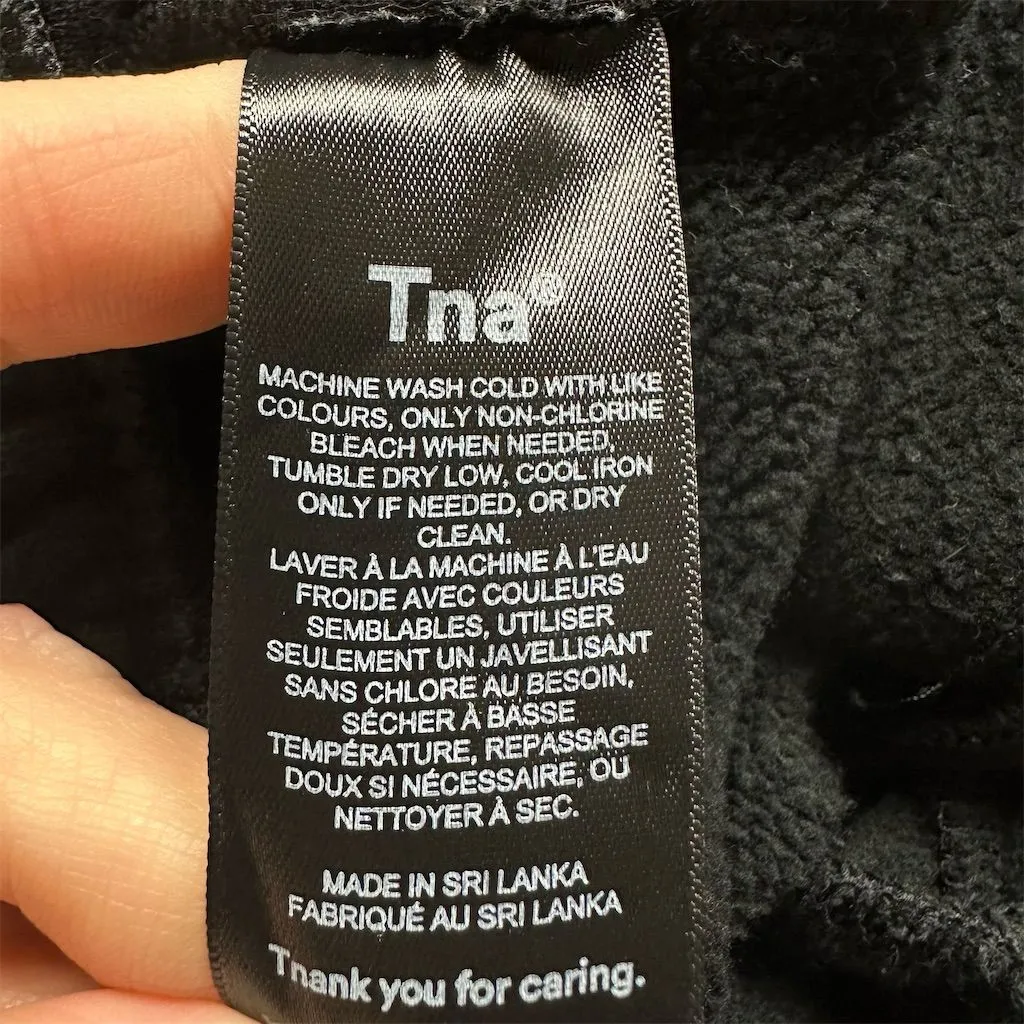 Tna®
MACHINE WASH COLD WITH LIKE
COLOURS, ONLY NON-CHLORINE
BLEACH WHEN NEEDED,
TUMBLE DRY LOW, COOL IRON
ONLY IF NEEDED, OR DRY
CLEAN.
LAVER À LA MACHINE À L'EAU
FROIDE AVEC COULEURS
SEMBLABLES, UTILISER
SEULEMENT UN JAVELLISANT
SANS CHLORE AU BESOIN,
SÉCHER À BASSE
TEMPÉRATURE, REPASSAGE
DOUX SI NÉCESSAIRE, OU
NETTOYER À SEC.
MADE IN SRI LANKA
FABRIQUÉ AU SRI LANKA
Thank you for caring.